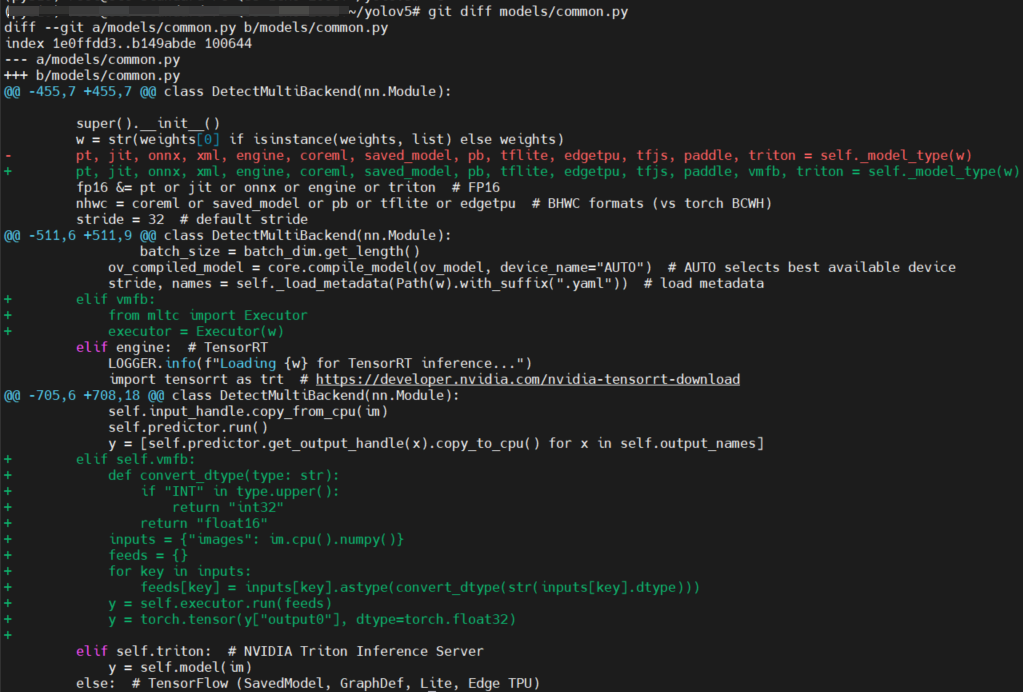 ~/yolov5# git diff models/common.py
diff --git a/models/common.py b/models/common.py
index 1e0ffdd3..b149abde 100644
--- a/models/common.py
+++ b/models/common.py
@@ -455,7 +455,7 @@ class DetectMultiBackend(nn.Module):
        super().__init__()
        w = str(weights[0] if isinstance(weights, list) else weights)
-        pt, jit, onnx, xml, engine, coreml, saved_model, pb, tflite, edgetpu, tfjs, paddle, triton = self._model_type(w)
+        pt, jit, onnx, xml, engine, coreml, saved_model, pb, tflite, edgetpu, tfjs, paddle, vmfb, triton = self._model_type(w)
        fp16 &= pt or jit or onnx or engine or triton  # FP16
        nhwc = coreml or saved_model or pb or tflite or edgetpu  # BHWC formats (vs torch BCWH)
        stride = 32  # default stride
@@ -511,6 +511,9 @@ class DetectMultiBackend(nn.Module):
                batch_size = batch_dim.get_length()
            ov_compiled_model = core.compile_model(ov_model, device_name="AUTO")  # AUTO selects best available device
            stride, names = self._load_metadata(Path(w).with_suffix(".yaml"))  # load metadata
+        elif vmfb:
+            from mltc import Executor
+            executor = Executor(w)
        elif engine:  # TensorRT
            LOGGER.info(f"Loading {w} for TensorRT inference...")
            import tensorrt as trt  # https://developer.nvidia.com/nvidia-tensorrt-download
@@ -705,6 +708,18 @@ class DetectMultiBackend(nn.Module):
            self.input_handle.copy_from_cpu(im)
            self.predictor.run()
            y = [self.predictor.get_output_handle(x).copy_to_cpu() for x in self.output_names]
+        elif self.vmfb:
+            def convert_dtype(type: str):
+                if "INT" in type.upper():
+                    return "int32"
+                return "float16"
+            inputs = {"images": im.cpu().numpy()}
+            feeds = {}
+            for key in inputs:
+                feeds[key] = inputs[key].astype(convert_dtype(str(inputs[key].dtype)))
+            y = self.executor.run(feeds)
+            y = torch.tensor(y["output0"], dtype=torch.float32)
+
        elif self.triton:  # NVIDIA Triton Inference Server
            y = self.model(im)
        else:  # TensorFlow (SavedModel, GraphDef, Lite, Edge TPU)